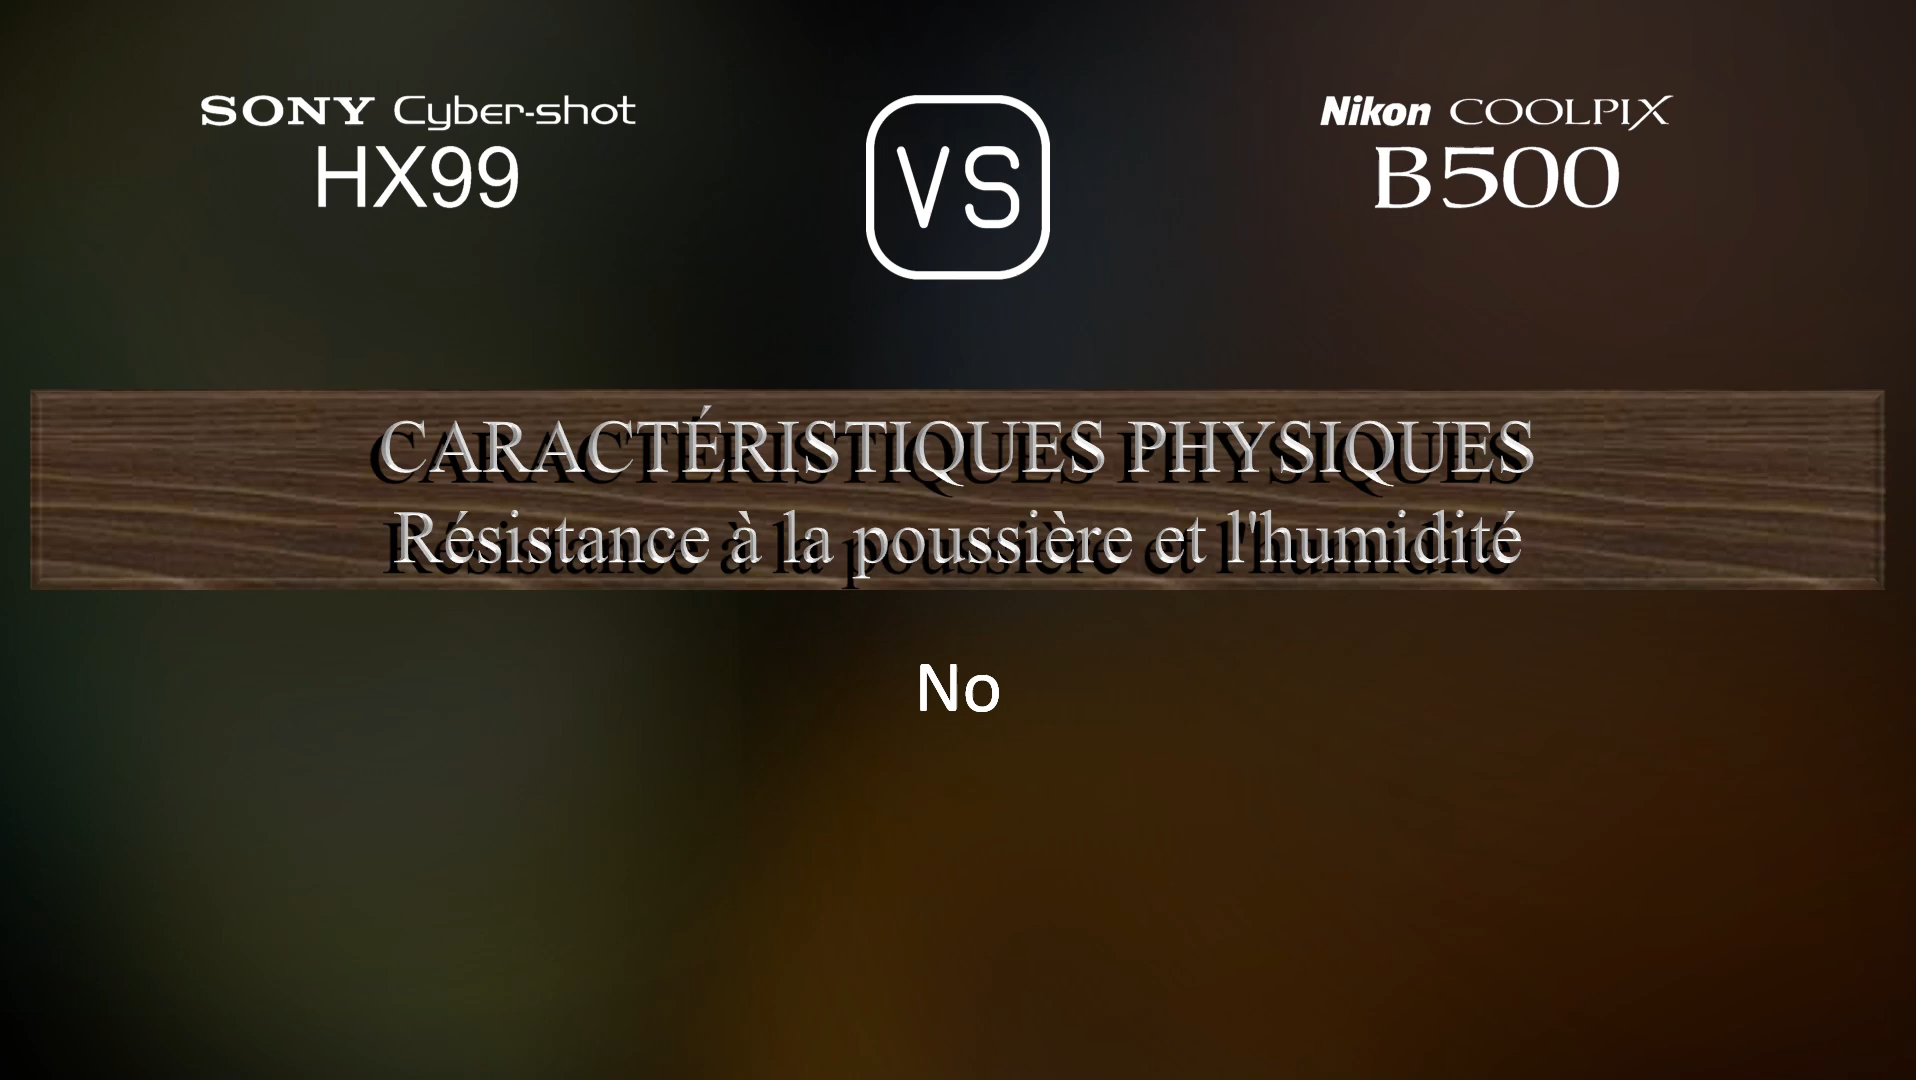 SONY Cyber-shot
HX99
VS
Nikon COOLPIX
B500
CARACTÉRISTIQUES PHYSIQUES
Résistance à la poussière et l'humidité
No